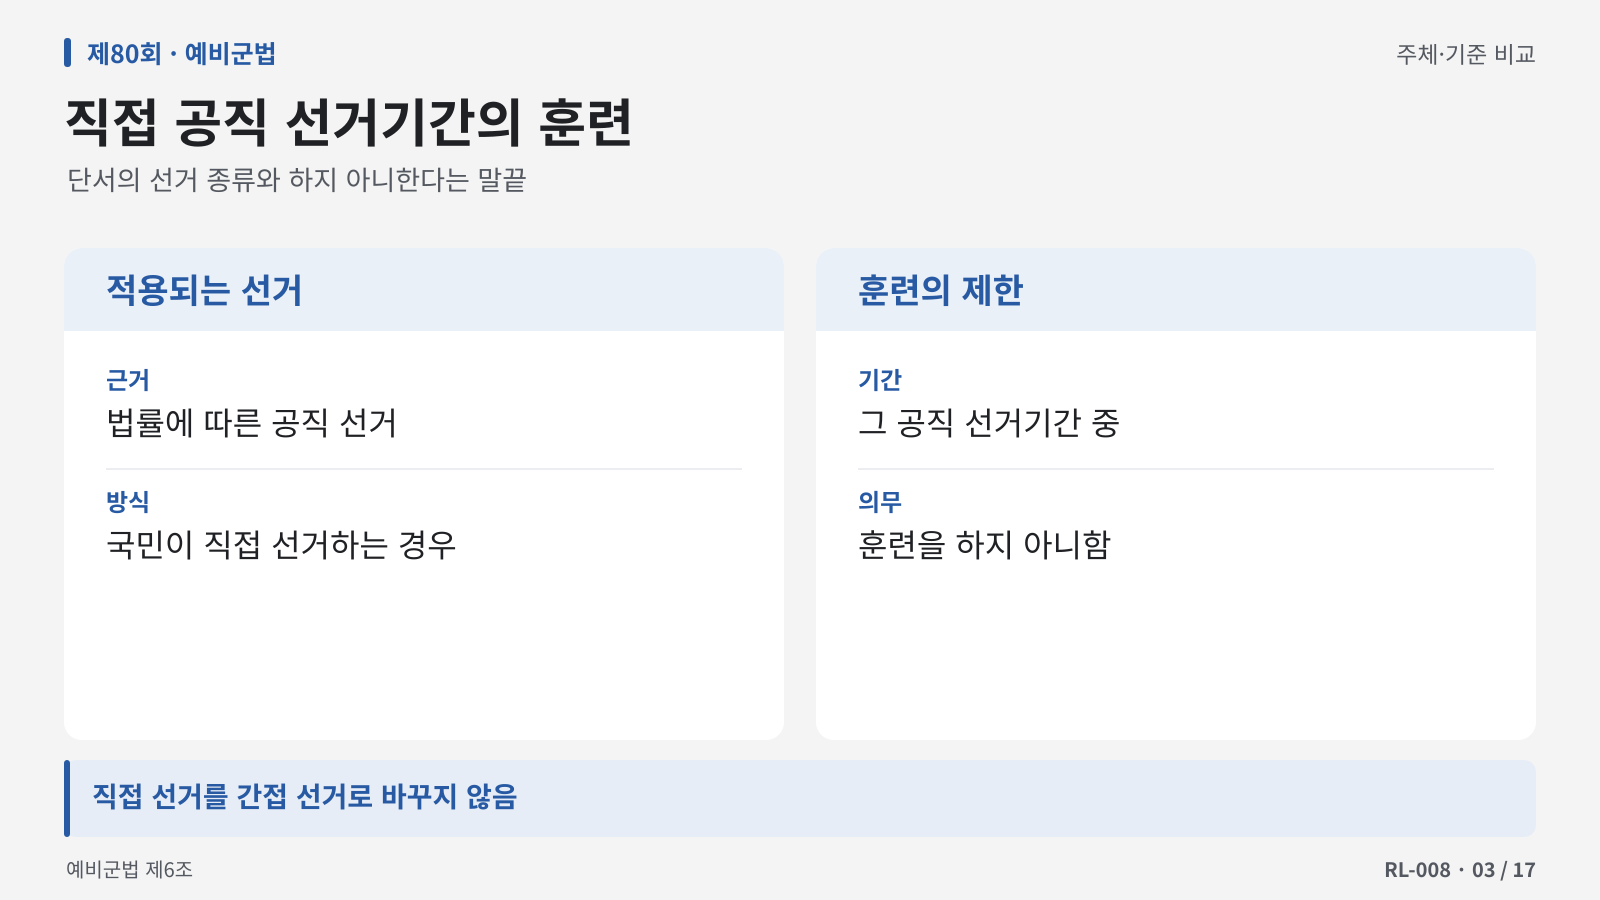 제80회 · 예비군법
주체·기준 비교
직접 공직 선거기간의 훈련
단서의 선거 종류와 하지 아니한다는 말끝
적용되는 선거
근거
법률에 따른 공직 선거
방식
국민이 직접 선거하는 경우
훈련의 제한
기간
그 공직 선거기간 중
의무
훈련을 하지 아니함
직접 선거를 간접 선거로 바꾸지 않음
예비군법 제6조
RL-008 · 03 / 17